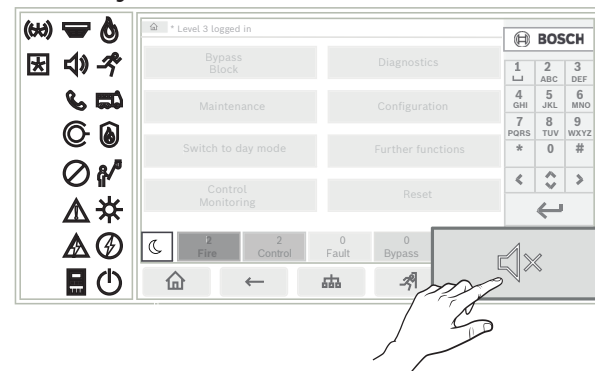 * Level 3 logged in
BOSCH
Bypass
Block
Diagnostics
Maintenance
Configuration
Switch to day mode
Further functions
Control
Monitoring
Reset
2
Fire
2
Control
0
Fault
0
Bypass
1 2 3
ABC DEF
4 5 6
GHI JKL MNO
7 8 9
PQRS TUV WXYZ
* 0 #